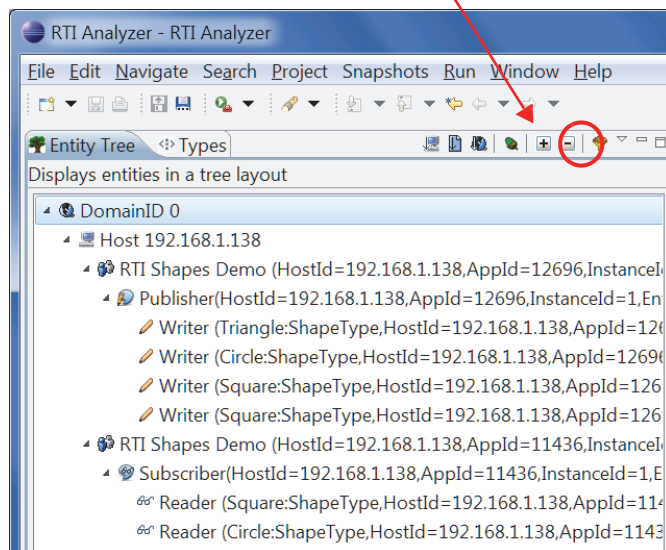 RTI Analyzer - RTI Analyzer
File Edit Navigate Search Project Snapshots Run Window Help
Entity Tree Types
Displays entities in a tree layout
DomainID 0
Host 192.168.1.138
RTI Shapes Demo (HostId=192.168.1.138,AppId=12696,InstanceI
Publisher(HostId=192.168.1.138,AppId=12696,InstanceId=1,En
Writer (Triangle:ShapeType,HostId=192.168.1.138,AppId=126
Writer (Circle:ShapeType,HostId=192.168.1.138,AppId=12696
Writer (Square:ShapeType,HostId=192.168.1.138,AppId=126
Writer (Square:ShapeType,HostId=192.168.1.138,AppId=126
RTI Shapes Demo (HostId=192.168.1.138,AppId=11436,InstanceI
Subscriber(HostId=192.168.1.138,AppId=11436,InstanceId=1,E
Reader (Square:ShapeType,HostId=192.168.1.138,AppId=114
Reader (Circle:ShapeType,HostId=192.168.1.138,AppId=1143